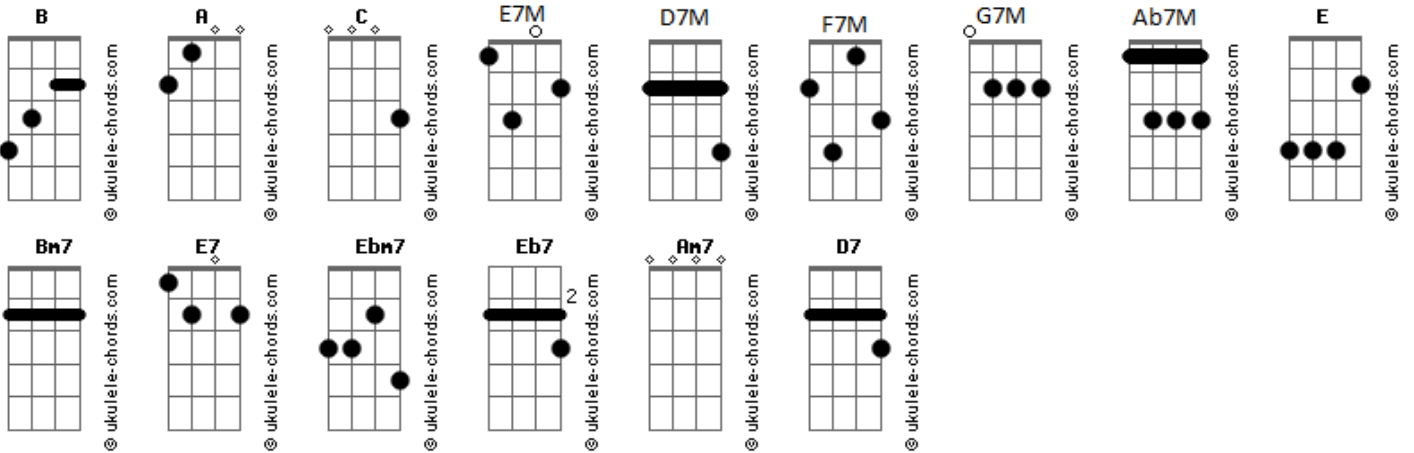 B A C E7M D7M F7M G7M Ab7M E
© ukulele-chords.com © ukulele-chords.com © ukulele-chords.com © ukulele-chords.com © ukulele-chords.com © ukulele-chords.com © ukulele-chords.com © ukulele-chords.com © ukulele-chords.com
Bm7 E7 Ebm7 Eb7 Am7 D7
2
© ukulele-chords.com © ukulele-chords.com © ukulele-chords.com © ukulele-chords.com © ukulele-chords.com © ukulele-chords.com